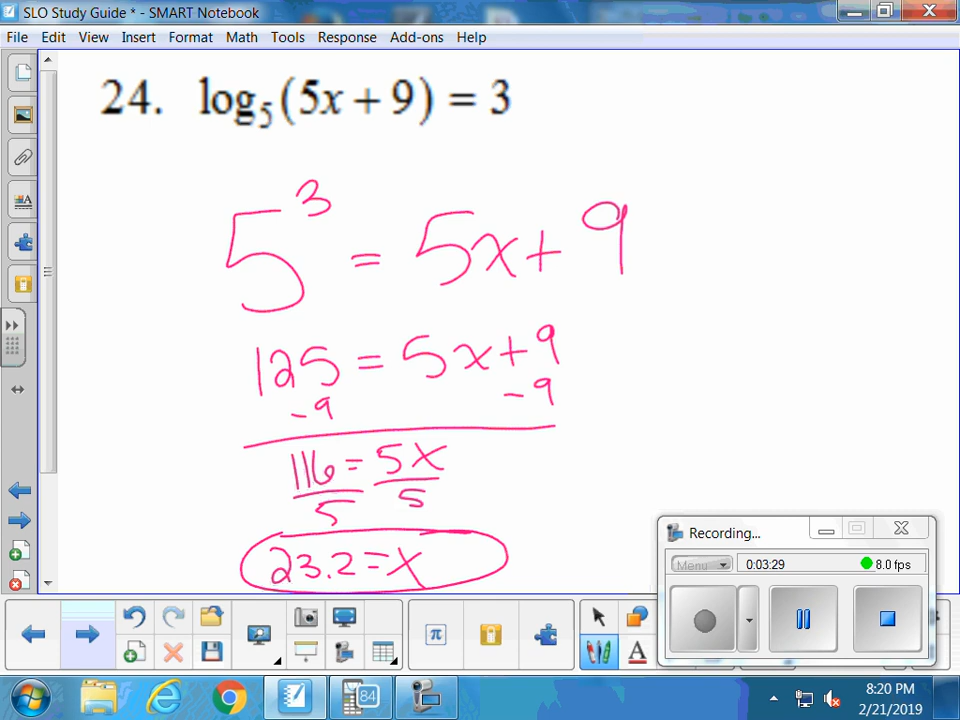 SLO Study Guide * - SMART Notebook
File Edit View Insert Format Math Tools Response Add-ons Help
24. log₅(5x + 9) = 3
5³ = 5x + 9
125 = 5x + 9
-9 -9
116 = 5x
5 5
23.2 = x
Recording...
Menu 0:03:29 8.0 fps
π
A
84
8:20 PM
2/21/2019